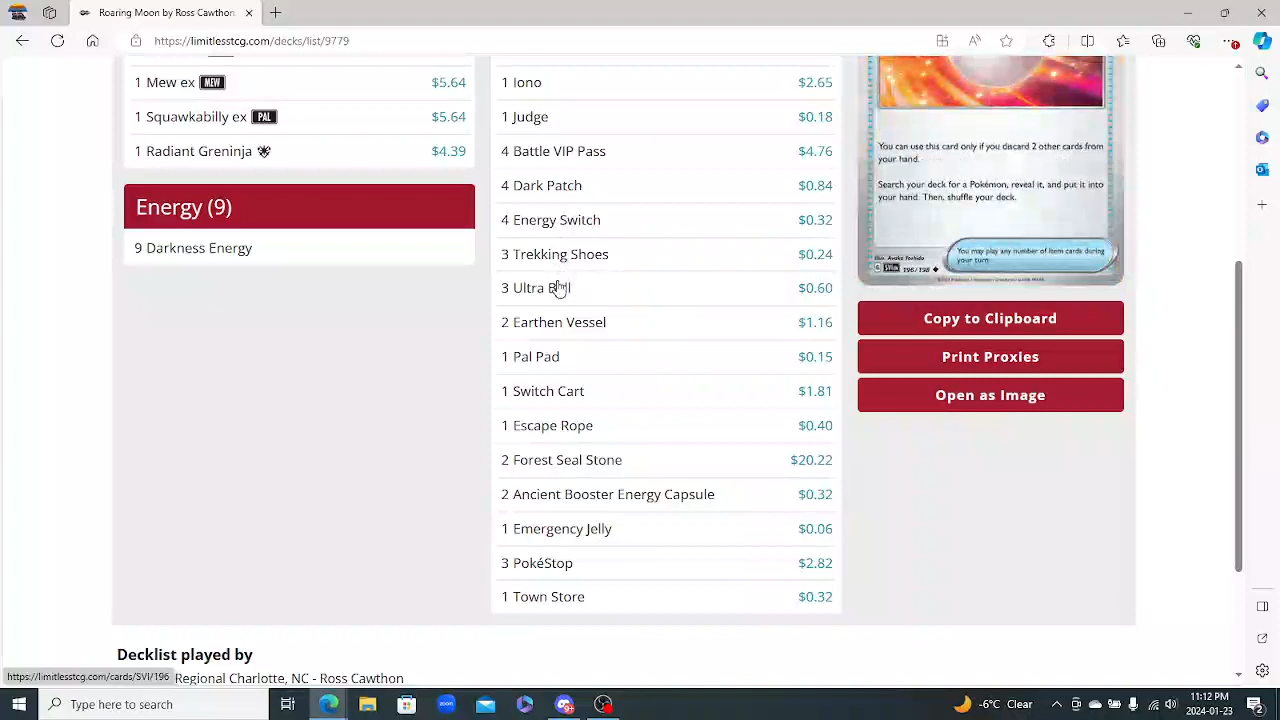 Roaring Moon by Ross Cawthor
https://limitlesstcg.com/decks/list/9779
1 Mew ex MEW $5.64
1 Squawkabilly ex PAL $5.64
1 Radiant Greninja $4.39
Energy (9)
9 Darkness Energy
1 Iono $2.65
1 Judge $0.18
4 Battle VIP Pass $4.76
4 Dark Patch $0.84
4 Energy Switch $0.32
3 Trekking Shoes $0.24
3 Ultra Ball $0.60
2 Earthen Vessel $1.16
1 Pal Pad $0.15
1 Switch Cart $1.81
1 Escape Rope $0.40
2 Forest Seal Stone $20.22
2 Ancient Booster Energy Capsule $0.32
1 Emergency Jelly $0.06
3 PokéStop $2.82
1 Town Store $0.32
You can use this card only if you discard 2 other cards from
your hand.
Search your deck for a Pokémon, reveal it, and put it into
your hand. Then, shuffle your deck.
You may play any number of Item cards during
your turn.
Illus. Ayaka Yoshida
SVIen 196/198
Copy to Clipboard
Print Proxies
Open as Image
Decklist played by
Regional Charlotte, NC - Ross Cawthon
https://limitlesstcg.com/cards/SVI/196
Type here to search
zoom
-5°C Clear
11:12 PM
2024-01-23